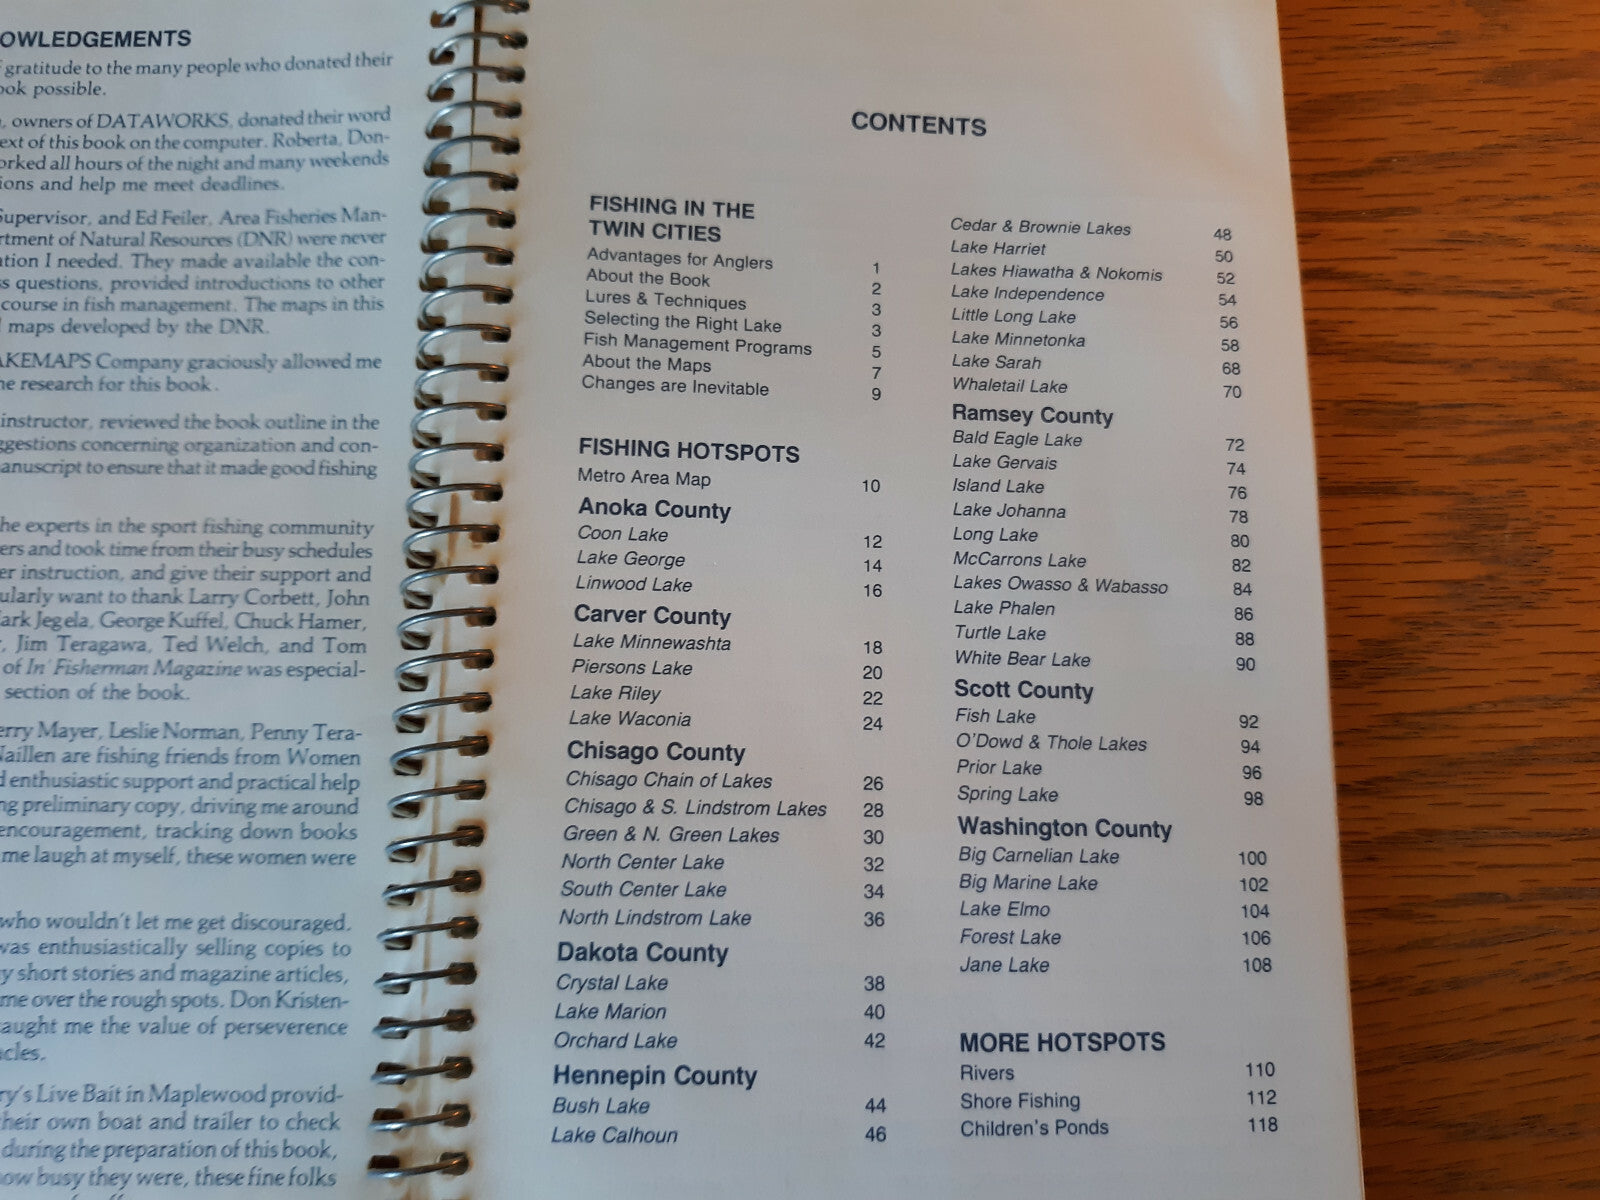 OWLEDGEMENTS
gratitude to the many people who donated their
ook possible.
, owners of DATAWORKS, donated their word
ext of this book on the computer. Roberta, Don-
orked all hours of the night and many weekends
ions and help me meet deadlines.
Supervisor, and Ed Feiler, Area Fisheries Man-
rtment of Natural Resources (DNR) were never
ation I needed. They made available the con-
ss questions, provided introductions to other
course in fish management. The maps in this
maps developed by the DNR.
AKEMAPS Company graciously allowed me
he research for this book.
instructor, reviewed the book outline in the
ggestions concerning organization and con-
anuscript to ensure that it made good fishing
he experts in the sport fishing community
ers and took time from their busy schedules
er instruction, and give their support and
ularly want to thank Larry Corbett, John
Mark Jegela, George Kuffel, Chuck Hamer,
, Jim Teragawa, Ted Welch, and Tom
of In' Fisherman Magazine was especial-
section of the book.
erry Mayer, Leslie Norman, Penny Tera-
Naillen are fishing friends from Women
d enthusiastic support and practical help
ng preliminary copy, driving me around
encouragement, tracking down books
me laugh at myself, these women were
who wouldn't let me get discouraged.
was enthusiastically selling copies to
y short stories and magazine articles,
me over the rough spots. Don Kristen-
aught me the value of perseverence
acles.
ry's Live Bait in Maplewood provid-
their own boat and trailer to check
during the preparation of this book,
how busy they were, these fine folks
CONTENTS
FISHING IN THE
TWIN CITIES
Advantages for Anglers 1
About the Book 2
Lures & Techniques 3
Selecting the Right Lake 3
Fish Management Programs 5
About the Maps 7
Changes are Inevitable 9
FISHING HOTSPOTS
Metro Area Map 10
Anoka County
Coon Lake 12
Lake George 14
Linwood Lake 16
Carver County
Lake Minnewashta 18
Piersons Lake 20
Lake Riley 22
Lake Waconia 24
Chisago County
Chisago Chain of Lakes 26
Chisago & S. Lindstrom Lakes 28
Green & N. Green Lakes 30
North Center Lake 32
South Center Lake 34
North Lindstrom Lake 36
Dakota County
Crystal Lake 38
Lake Marion 40
Orchard Lake 42
Hennepin County
Bush Lake 44
Lake Calhoun 46
Cedar & Brownie Lakes 48
Lake Harriet 50
Lakes Hiawatha & Nokomis 52
Lake Independence 54
Little Long Lake 56
Lake Minnetonka 58
Lake Sarah 68
Whaletail Lake 70
Ramsey County
Bald Eagle Lake 72
Lake Gervais 74
Island Lake 76
Lake Johanna 78
Long Lake 80
McCarrons Lake 82
Lakes Owasso & Wabasso 84
Lake Phalen 86
Turtle Lake 88
White Bear Lake 90
Scott County
Fish Lake 92
O'Dowd & Thole Lakes 94
Prior Lake 96
Spring Lake 98
Washington County
Big Carnelian Lake 100
Big Marine Lake 102
Lake Elmo 104
Forest Lake 106
Jane Lake 108
MORE HOTSPOTS
Rivers 110
Shore Fishing 112
Children's Ponds 118